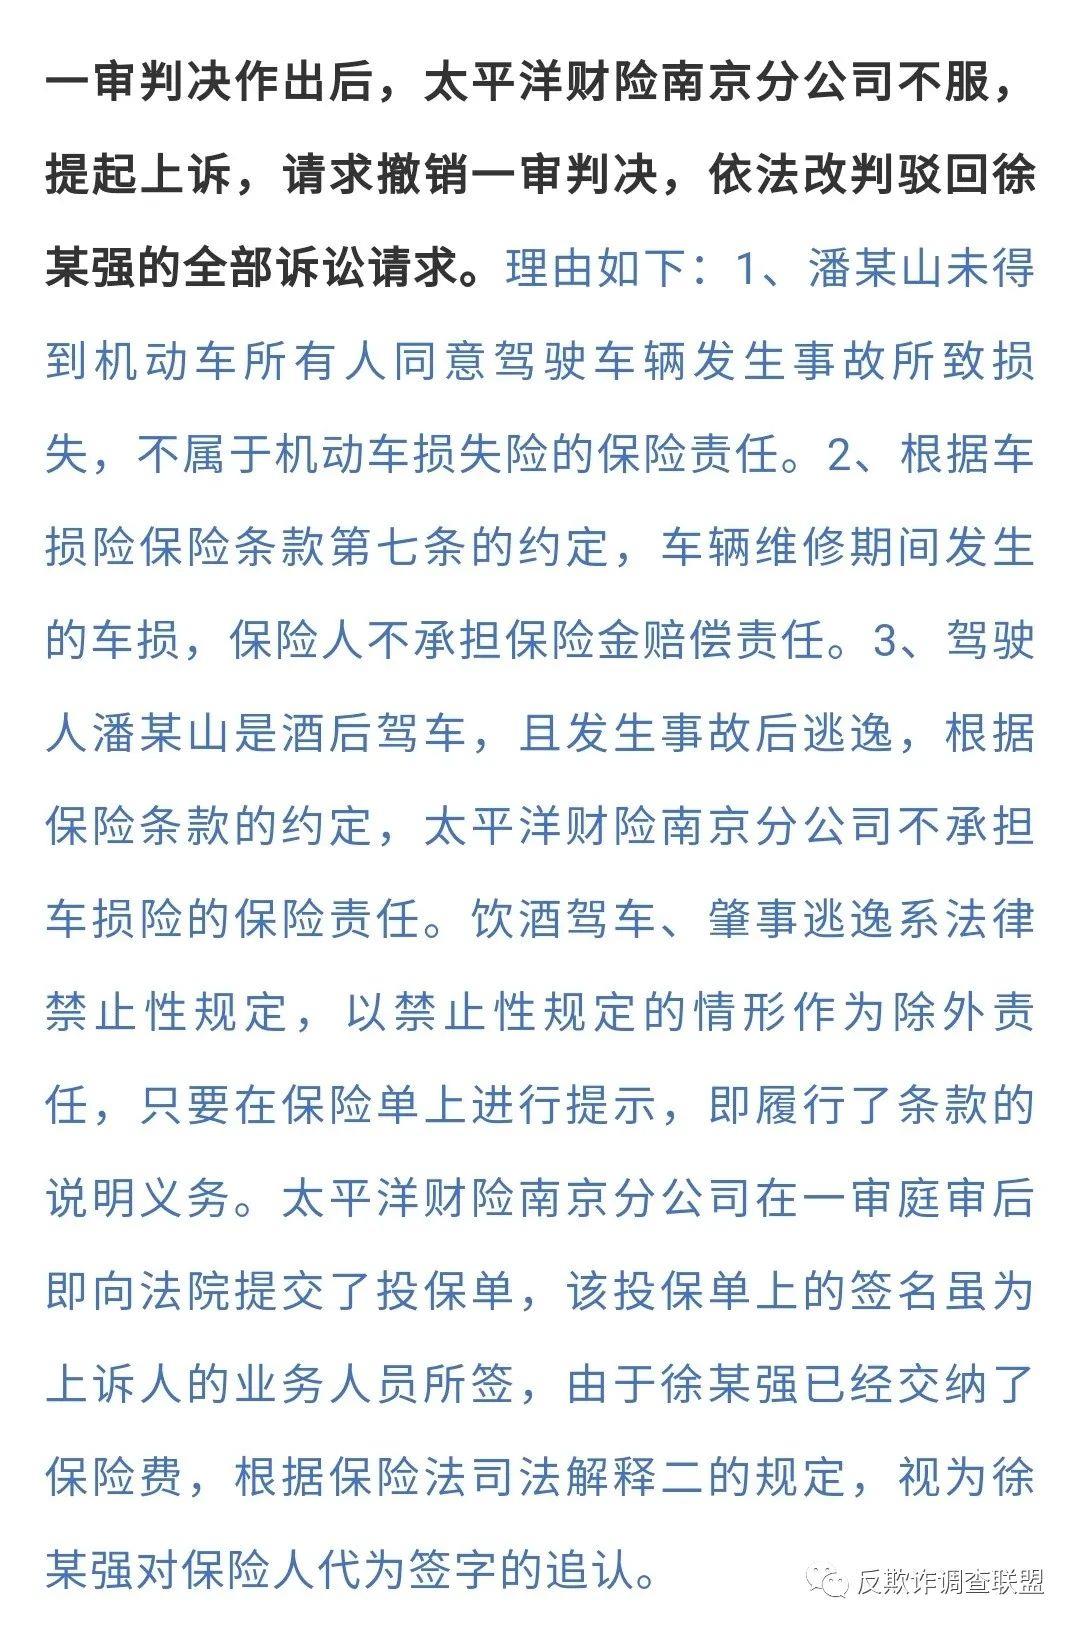 一审判决作出后，太平洋财险南京分公司不服，
提起上诉，请求撤销一审判决，依法改判驳回徐
某强的全部诉讼请求。理由如下：1、潘某山未得
到机动车所有人同意驾驶车辆发生事故所致损
失，不属于机动车损失险的保险责任。2、根据车
损险保险条款第七条的约定，车辆维修期间发生
的车损，保险人不承担保险金赔偿责任。3、驾驶
人潘某山是酒后驾车，且发生事故后逃逸，根据
保险条款的约定，太平洋财险南京分公司不承担
车损险的保险责任。饮酒驾车、肇事逃逸系法律
禁止性规定，以禁止性规定的情形作为除外责
任，只要在保险单上进行提示，即履行了条款的
说明义务。太平洋财险南京分公司在一审庭审后
即向法院提交了投保单，该投保单上的签名虽为
上诉人的业务人员所签，由于徐某强已经交纳了
保险费，根据保险法司法解释二的规定，视为徐
某强对保险人代为签字的追认。
反欺诈调查联盟